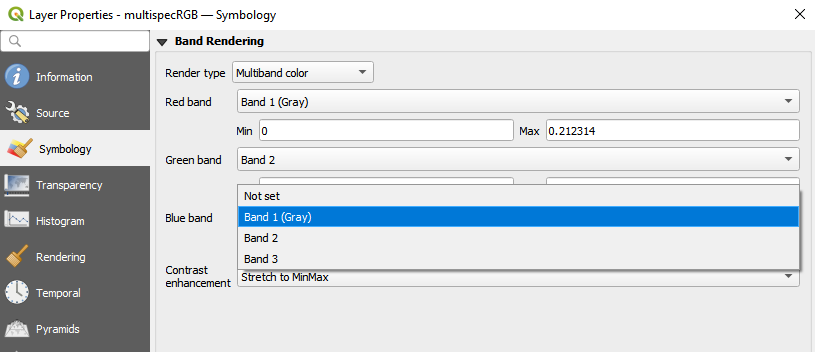 Layer Properties - multispecRGB — Symbology
Information
Source
Symbology
Transparency
Histogram
Rendering
Temporal
Pyramids
Band Rendering
Render type Multiband color
Red band Band 1 (Gray)
Min 0 Max 0.212314
Green band Band 2
Blue band
Not set
Band 1 (Gray)
Band 2
Band 3
Contrast
enhancement Stretch to MinMax